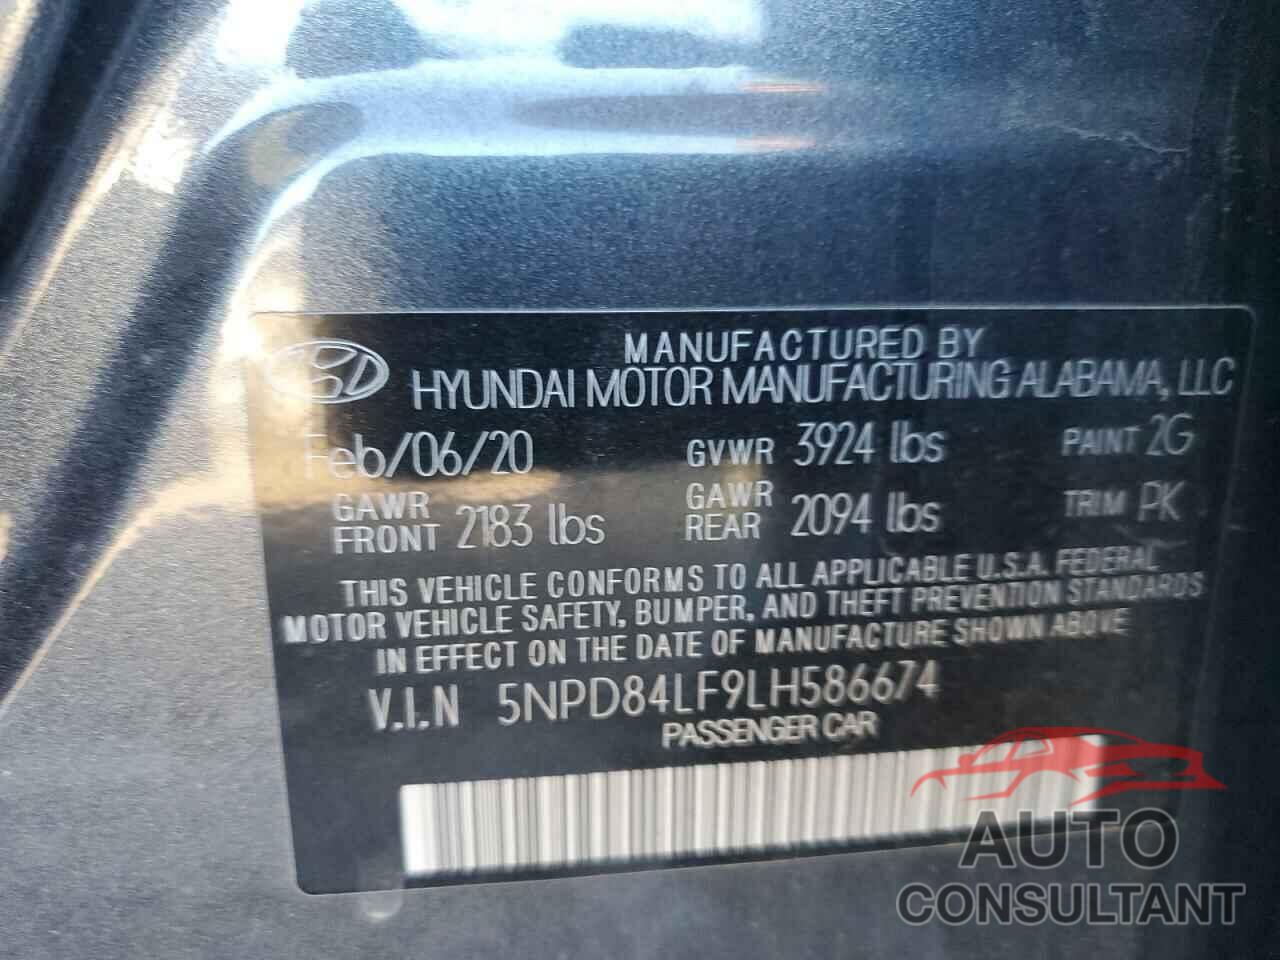 MANUFACTURED BY
HYUNDAI MOTOR MANUFACTURING ALABAMA, LLC
Feb/06/20 GVWR 3924 lbs PAINT 2G
GAWR FRONT 2183 lbs GAWR REAR 2094 lbs TRIM PK
THIS VEHICLE CONFORMS TO ALL APPLICABLE U.S.A. FEDERAL
MOTOR VEHICLE SAFETY, BUMPER, AND THEFT PREVENTION STANDARDS
IN EFFECT ON THE DATE OF MANUFACTURE SHOWN ABOVE
V.I.N 5NPD84LF9LH586674
PASSENGER CAR
AUTO
CONSULTANT